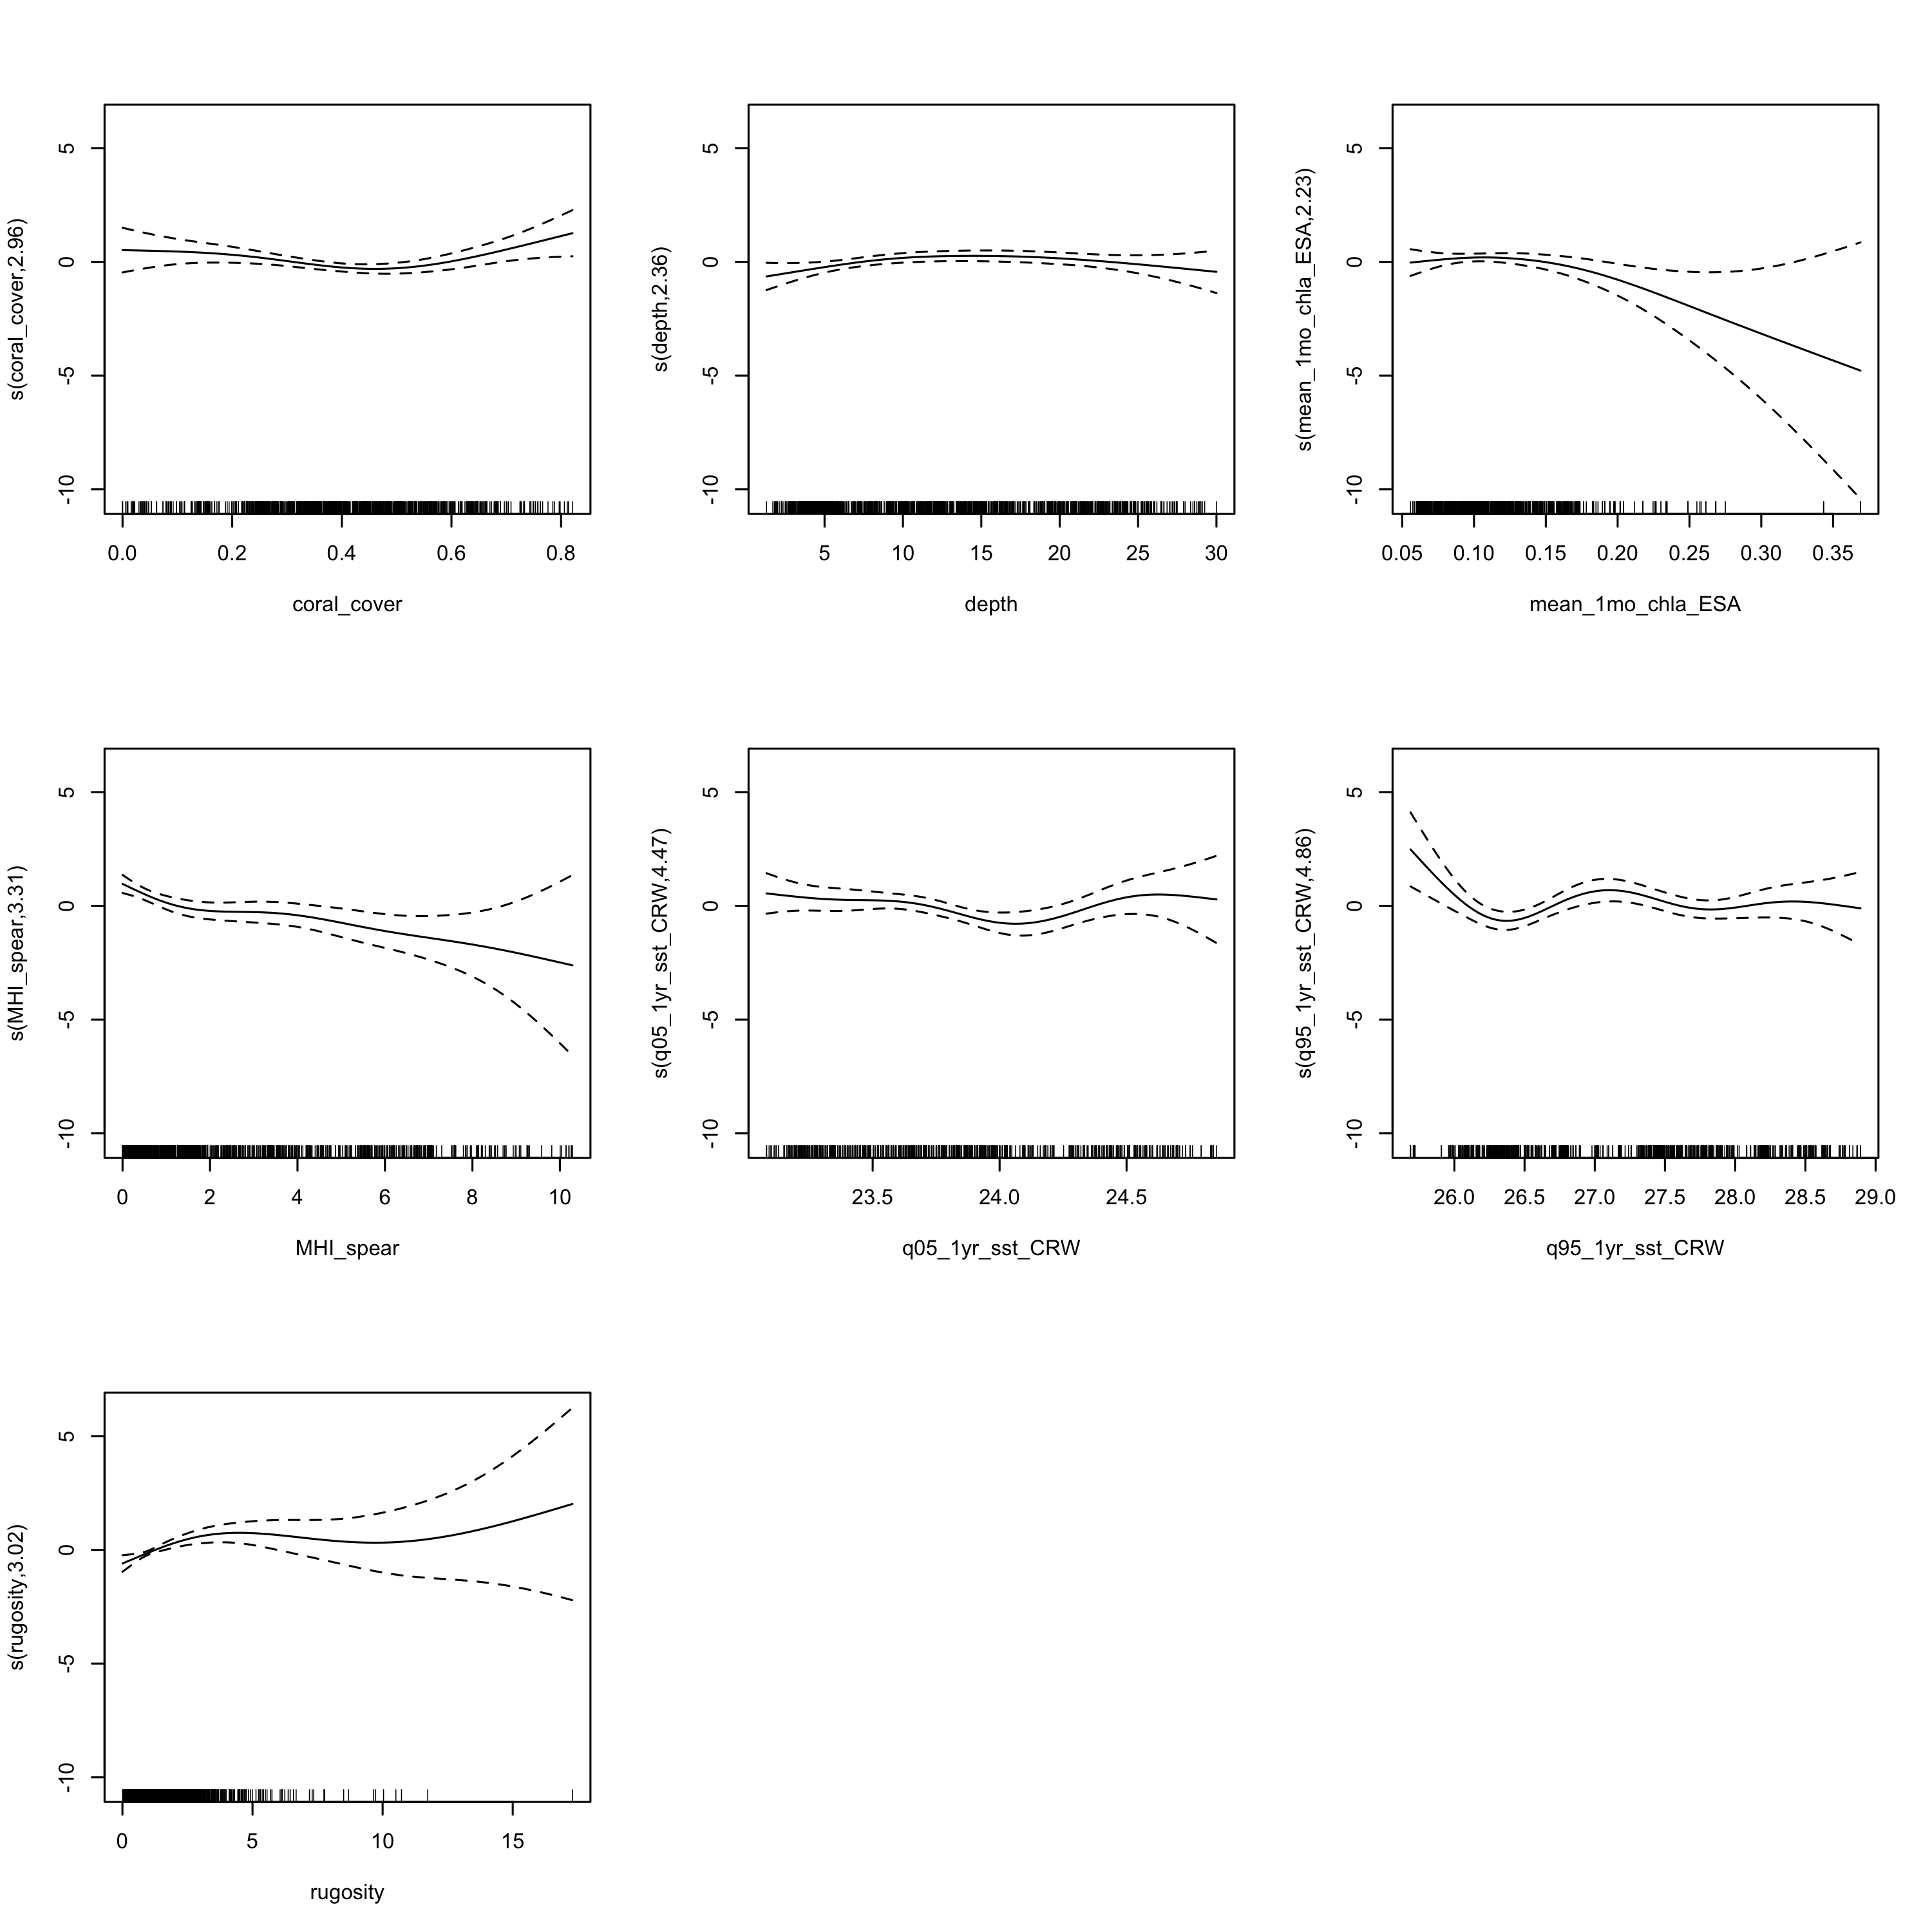 s(coral_cover,2.96)
5
0
-5
-10
0.0 0.2 0.4 0.6 0.8
coral_cover
s(depth,2.36)
5
0
-5
-10
5 10 15 20 25 30
depth
s(mean_1mo_chla_ESA,2.23)
5
0
-5
-10
0.05 0.10 0.15 0.20 0.25 0.30 0.35
mean_1mo_chla_ESA
s(MHI_spear,3.31)
5
0
-5
-10
0 2 4 6 8 10
MHI_spear
s(q05_1yr_sst_CRW,4.47)
5
0
-5
-10
23.5 24.0 24.5
q05_1yr_sst_CRW
s(q95_1yr_sst_CRW,4.86)
5
0
-5
-10
26.0 26.5 27.0 27.5 28.0 28.5 29.0
q95_1yr_sst_CRW
s(rugosity,3.02)
5
0
-5
-10
0 5 10 15
rugosity